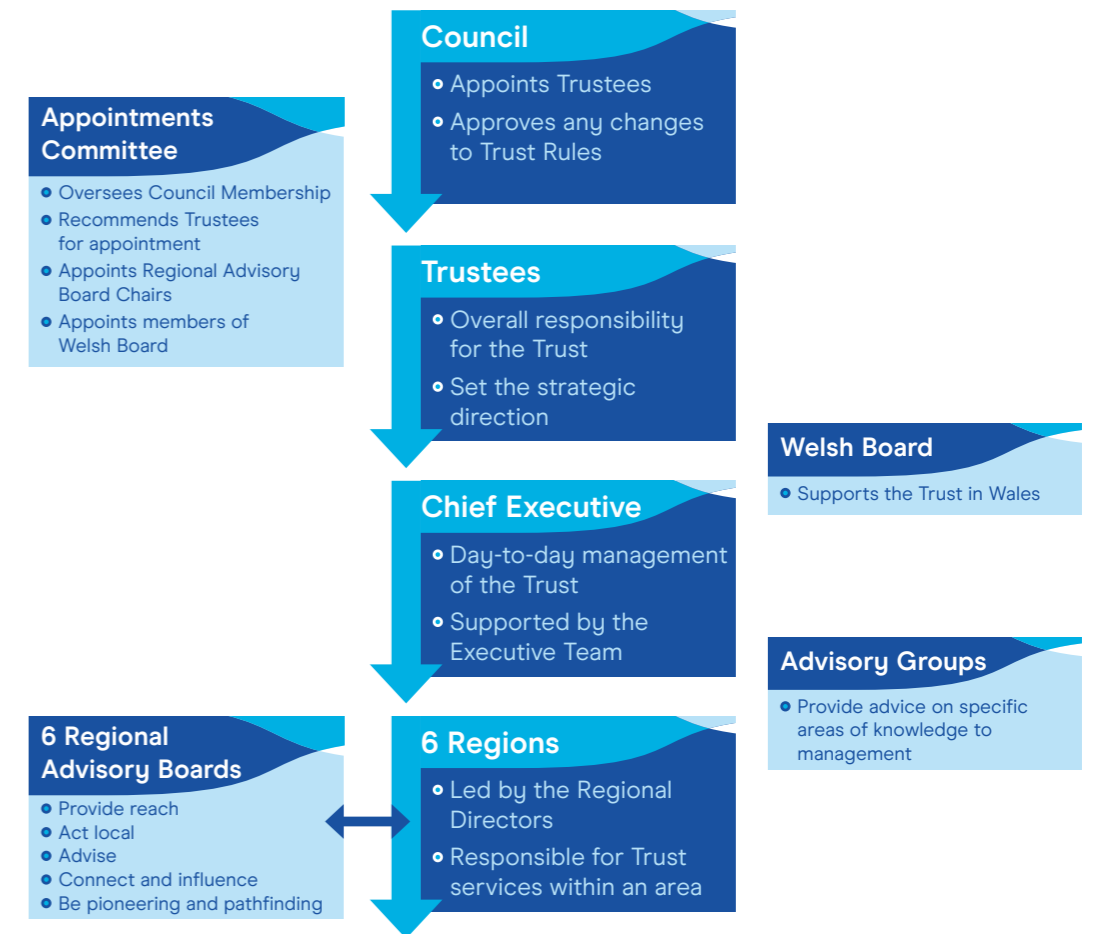 Council
Appoints Trustees
Approves any changes
to Trust Rules
Appointments
Committee
Oversees Council Membership
Recommends Trustees
for appointment
Appoints Regional Advisory
Board Chairs
Appoints members of
Welsh Board
Trustees
Overall responsibility
for the Trust
Set the strategic
direction
Welsh Board
Supports the Trust in Wales
Chief Executive
Day-to-day management
of the Trust
Supported by the
Executive Team
Advisory Groups
Provide advice on specific
areas of knowledge to
management
6 Regional
Advisory Boards
Provide reach
Act local
Advise
Connect and influence
Be pioneering and pathfinding
6 Regions
Led by the Regional
Directors
Responsible for Trust
services within an area